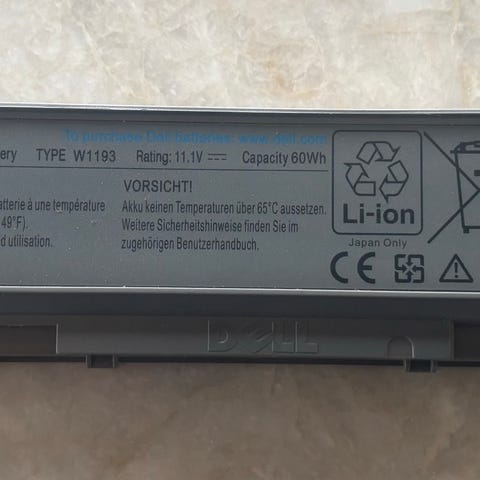 To purchase Dell batteries: www.dell.com
ery TYPE W1193 Rating: 11.1V Capacity 60Wh
VORSICHT!
atterie à une température
Akku keinen Temperaturen über 65°C aussetzen.
49°F).
Weitere Sicherheitshinweise finden Sie im
d utilisation.
zugehörigen Benutzerhandbuch.
Li-ion
Japan Only
CE
DELL